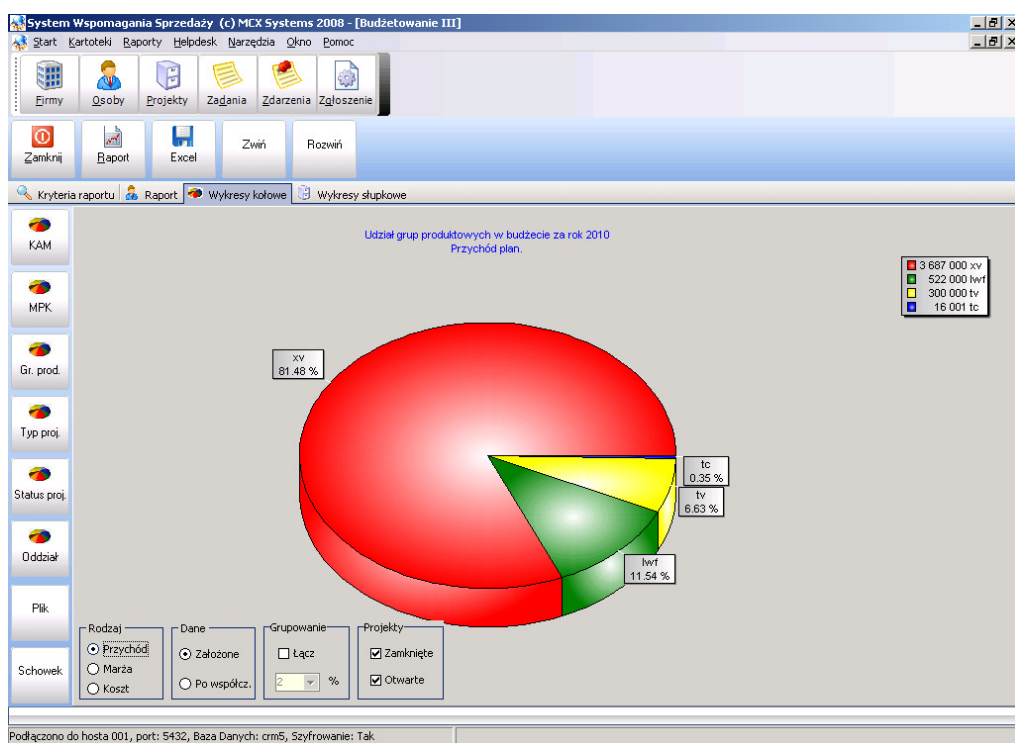 System Wspomagania Sprzedaży (c) MCX Systems 2008 - [Budżetowanie III]
Start Kartoteki Raporty Helpdesk Narzędzia Okno Pomoc
Firmy Osoby Projekty Zadania Zdarzenia Zgłoszenie
Zamknij Raport Excel Zwiń Rozwiń
Kryteria raportu Raport Wykresy kołowe Wykresy słupkowe
KAM
MPK
Gr. prod.
Typ proj.
Status proj.
Oddział
Plik
Schowek
Udział grup produktowych w budżecie za rok 2010
Przychód plan.
3 687 000 xv
522 000 lwf
300 000 tv
16 001 tc
xv
81.48 %
tc
0.35 %
tv
6.63 %
lwf
11.54 %
Rodzaj
Przychód
Marża
Koszt
Dane
Założone
Po współcz.
Grupowanie
Łącz
2 %
Projekty
Zamknięte
Otwarte
Podłączono do hosta 001, port: 5432, Baza Danych: crm5, Szyfrowanie: Tak